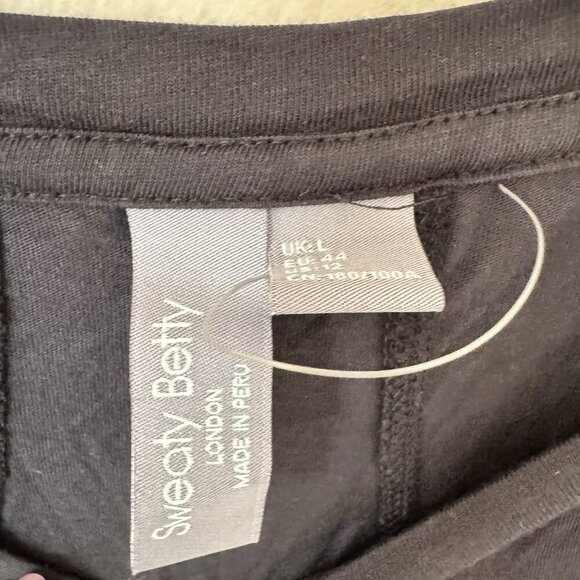 Sweaty Betty
LONDON
MADE IN PERU
UK: L
EU: 44
US: 12
CN: 180/100A